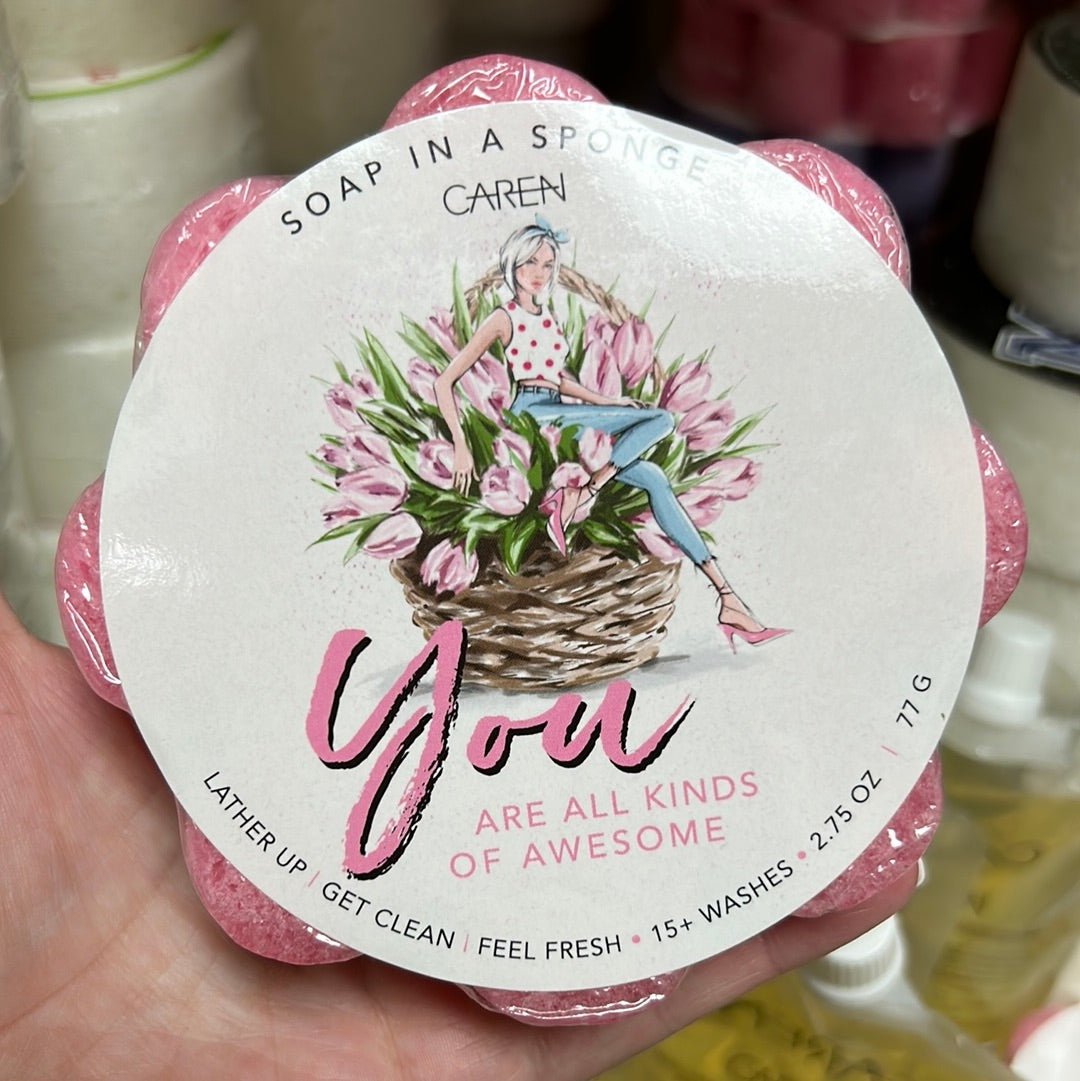 SOAP IN A SPONGE
CAREN
You
ARE ALL KINDS
OF AWESOME
LATHER UP | GET CLEAN | FEEL FRESH • 15+ WASHES • 2.75 OZ | 77 G